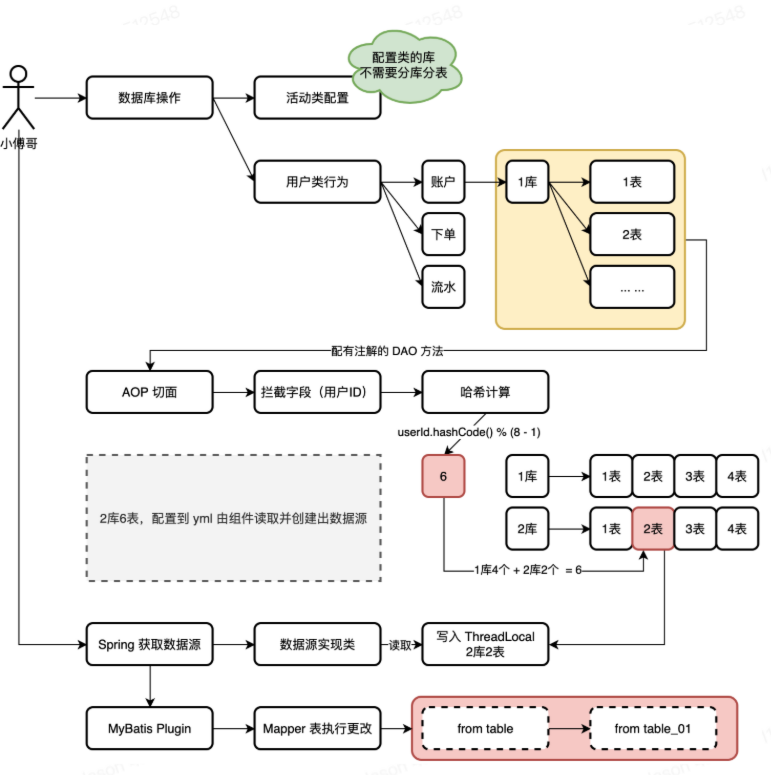 配置类的库
不需要分库分表
数据库操作
活动类配置
小傅哥
用户类行为
账户
1库
1表
下单
2表
流水
... ...
配有注解的 DAO 方法
AOP 切面
拦截字段（用户ID）
哈希计算
userId.hashCode() % (8 - 1)
6
1库
1表
2表
3表
4表
2库6表，配置到 yml 由组件读取并创建出数据源
2库
1表
2表
3表
4表
1库4个 + 2库2个 = 6
Spring 获取数据源
数据源实现类
读取
写入 ThreadLocal
2库2表
MyBatis Plugin
Mapper 表执行更改
from table
from table_01